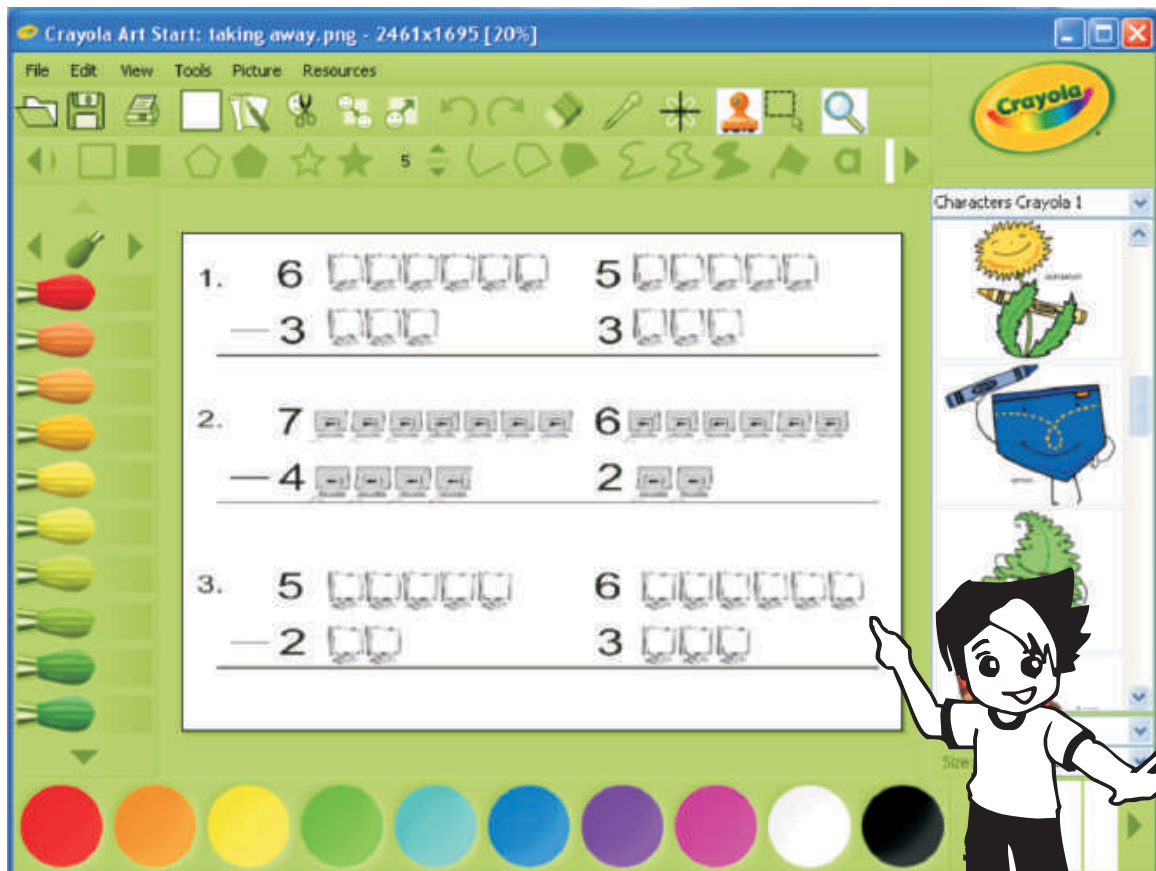 Crayola Art Start: taking away.png - 2461x1695 [20%]
File Edit View Tools Picture Resources
Crayola
5
a
Characters Crayola 1
1. 6 5
— 3 3
2. 7 6
— 4 2
3. 5 6
— 2 3
Size: